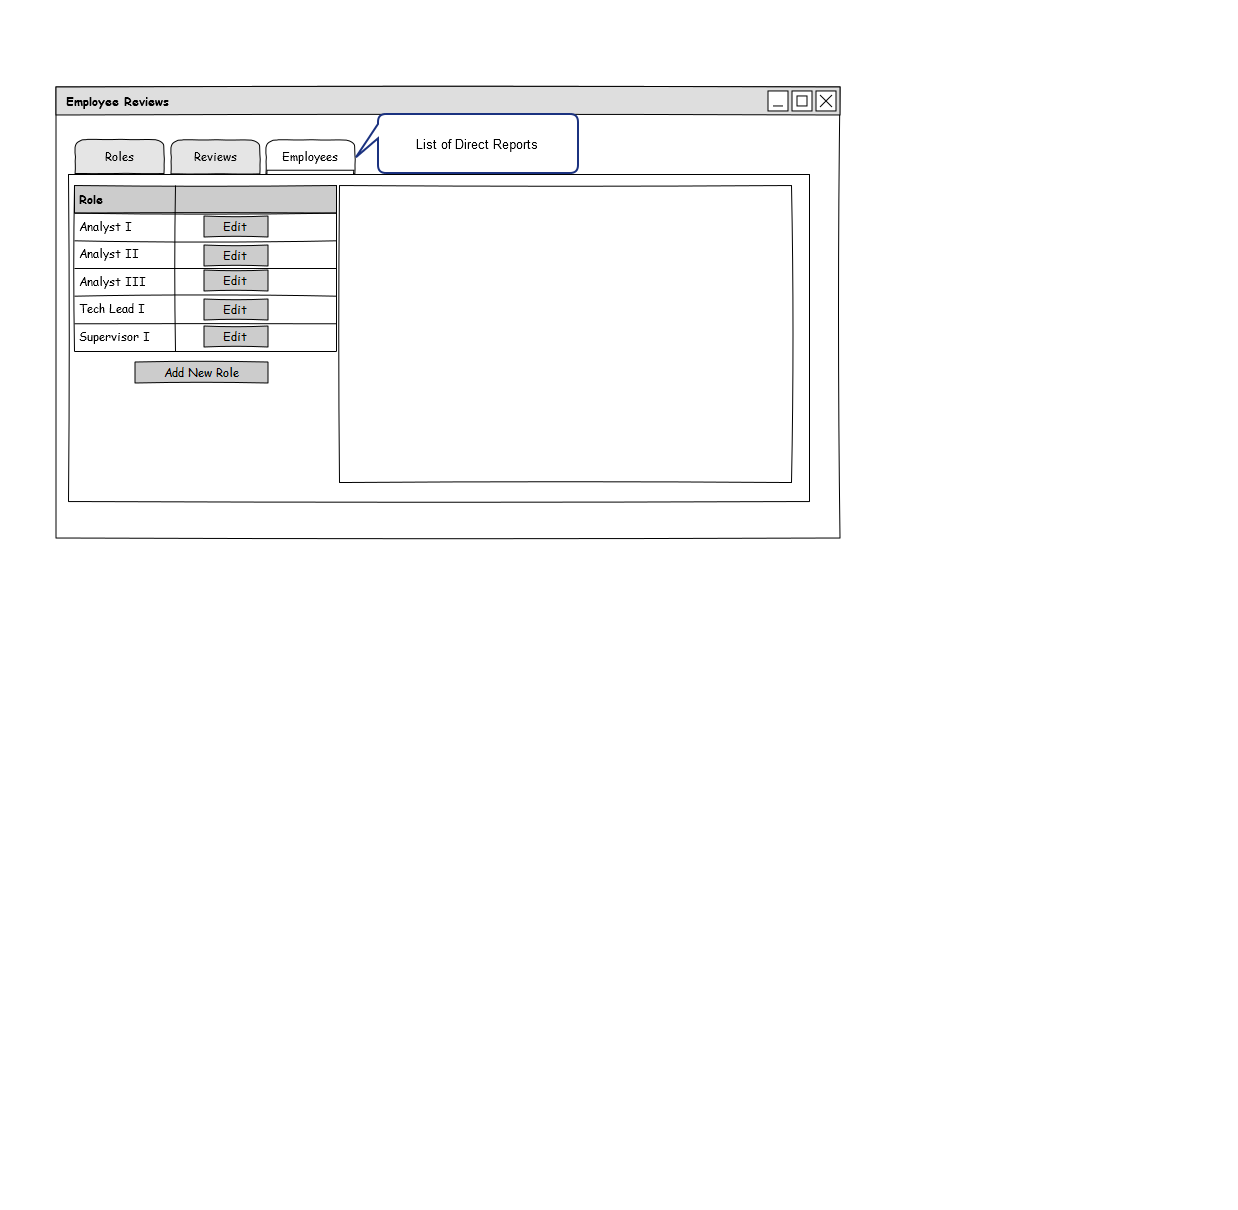 Employee Reviews
List of Direct Reports
Roles
Reviews
Employees
Role
Analyst I
Edit
Analyst II
Edit
Analyst III
Edit
Tech Lead I
Edit
Supervisor I
Edit
Add New Role